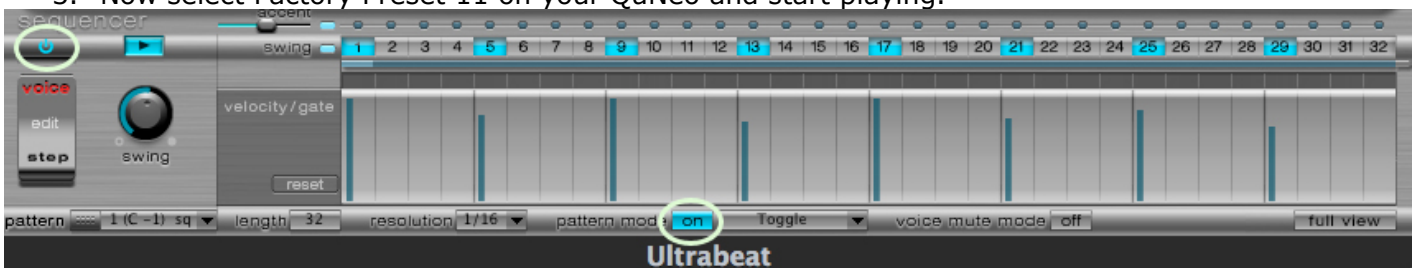 5. Now select Factory Preset 11 on your QuNeo and start playing.
sequencer accent
swing 1 2 3 4 5 6 7 8 9 10 11 12 13 14 15 16 17 18 19 20 21 22 23 24 25 26 27 28 29 30 31 32
voice
velocity/gate
edit
step swing
reset
pattern 1 (C -1) sq length 32 resolution 1/16 pattern mode on Toggle voice mute mode off full view
Ultrabeat